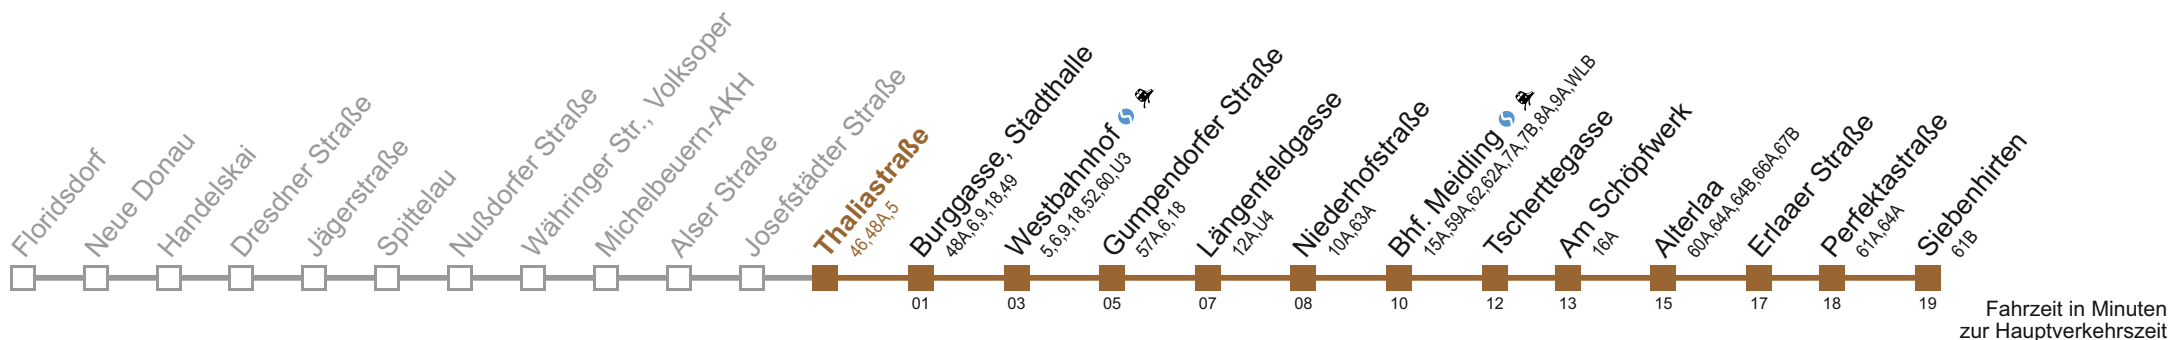 Floridsdorf
Neue Donau
Handelskai
Dresdner Straße
Jägerstraße
Spittelau
Nußdorfer Straße
Währinger Str., Volksoper
Michelbeuern-AKH
Alser Straße
Josefstädter Straße
Thaliastraße
46,48A,5
Burggasse, Stadthalle
48A,6,9,18,49
01
Westbahnhof
5,6,9,18,52,60,U3
03
Gumpendorfer Straße
57A,6,18
05
Längenfeldgasse
12A,U4
07
Niederhofstraße
10A,63A
08
Bhf. Meidling
15A,59A,62,62A,7A,7B,8A,9A,WLB
10
Tscherttegasse
12
Am Schöpfwerk
16A
13
Alterlaa
60A,64A,64B,66A,67B
15
Erlaaer Straße
17
Perfektastraße
61A,64A
18
Siebenhirten
61B
19
Fahrzeit in Minuten
zur Hauptverkehrszeit